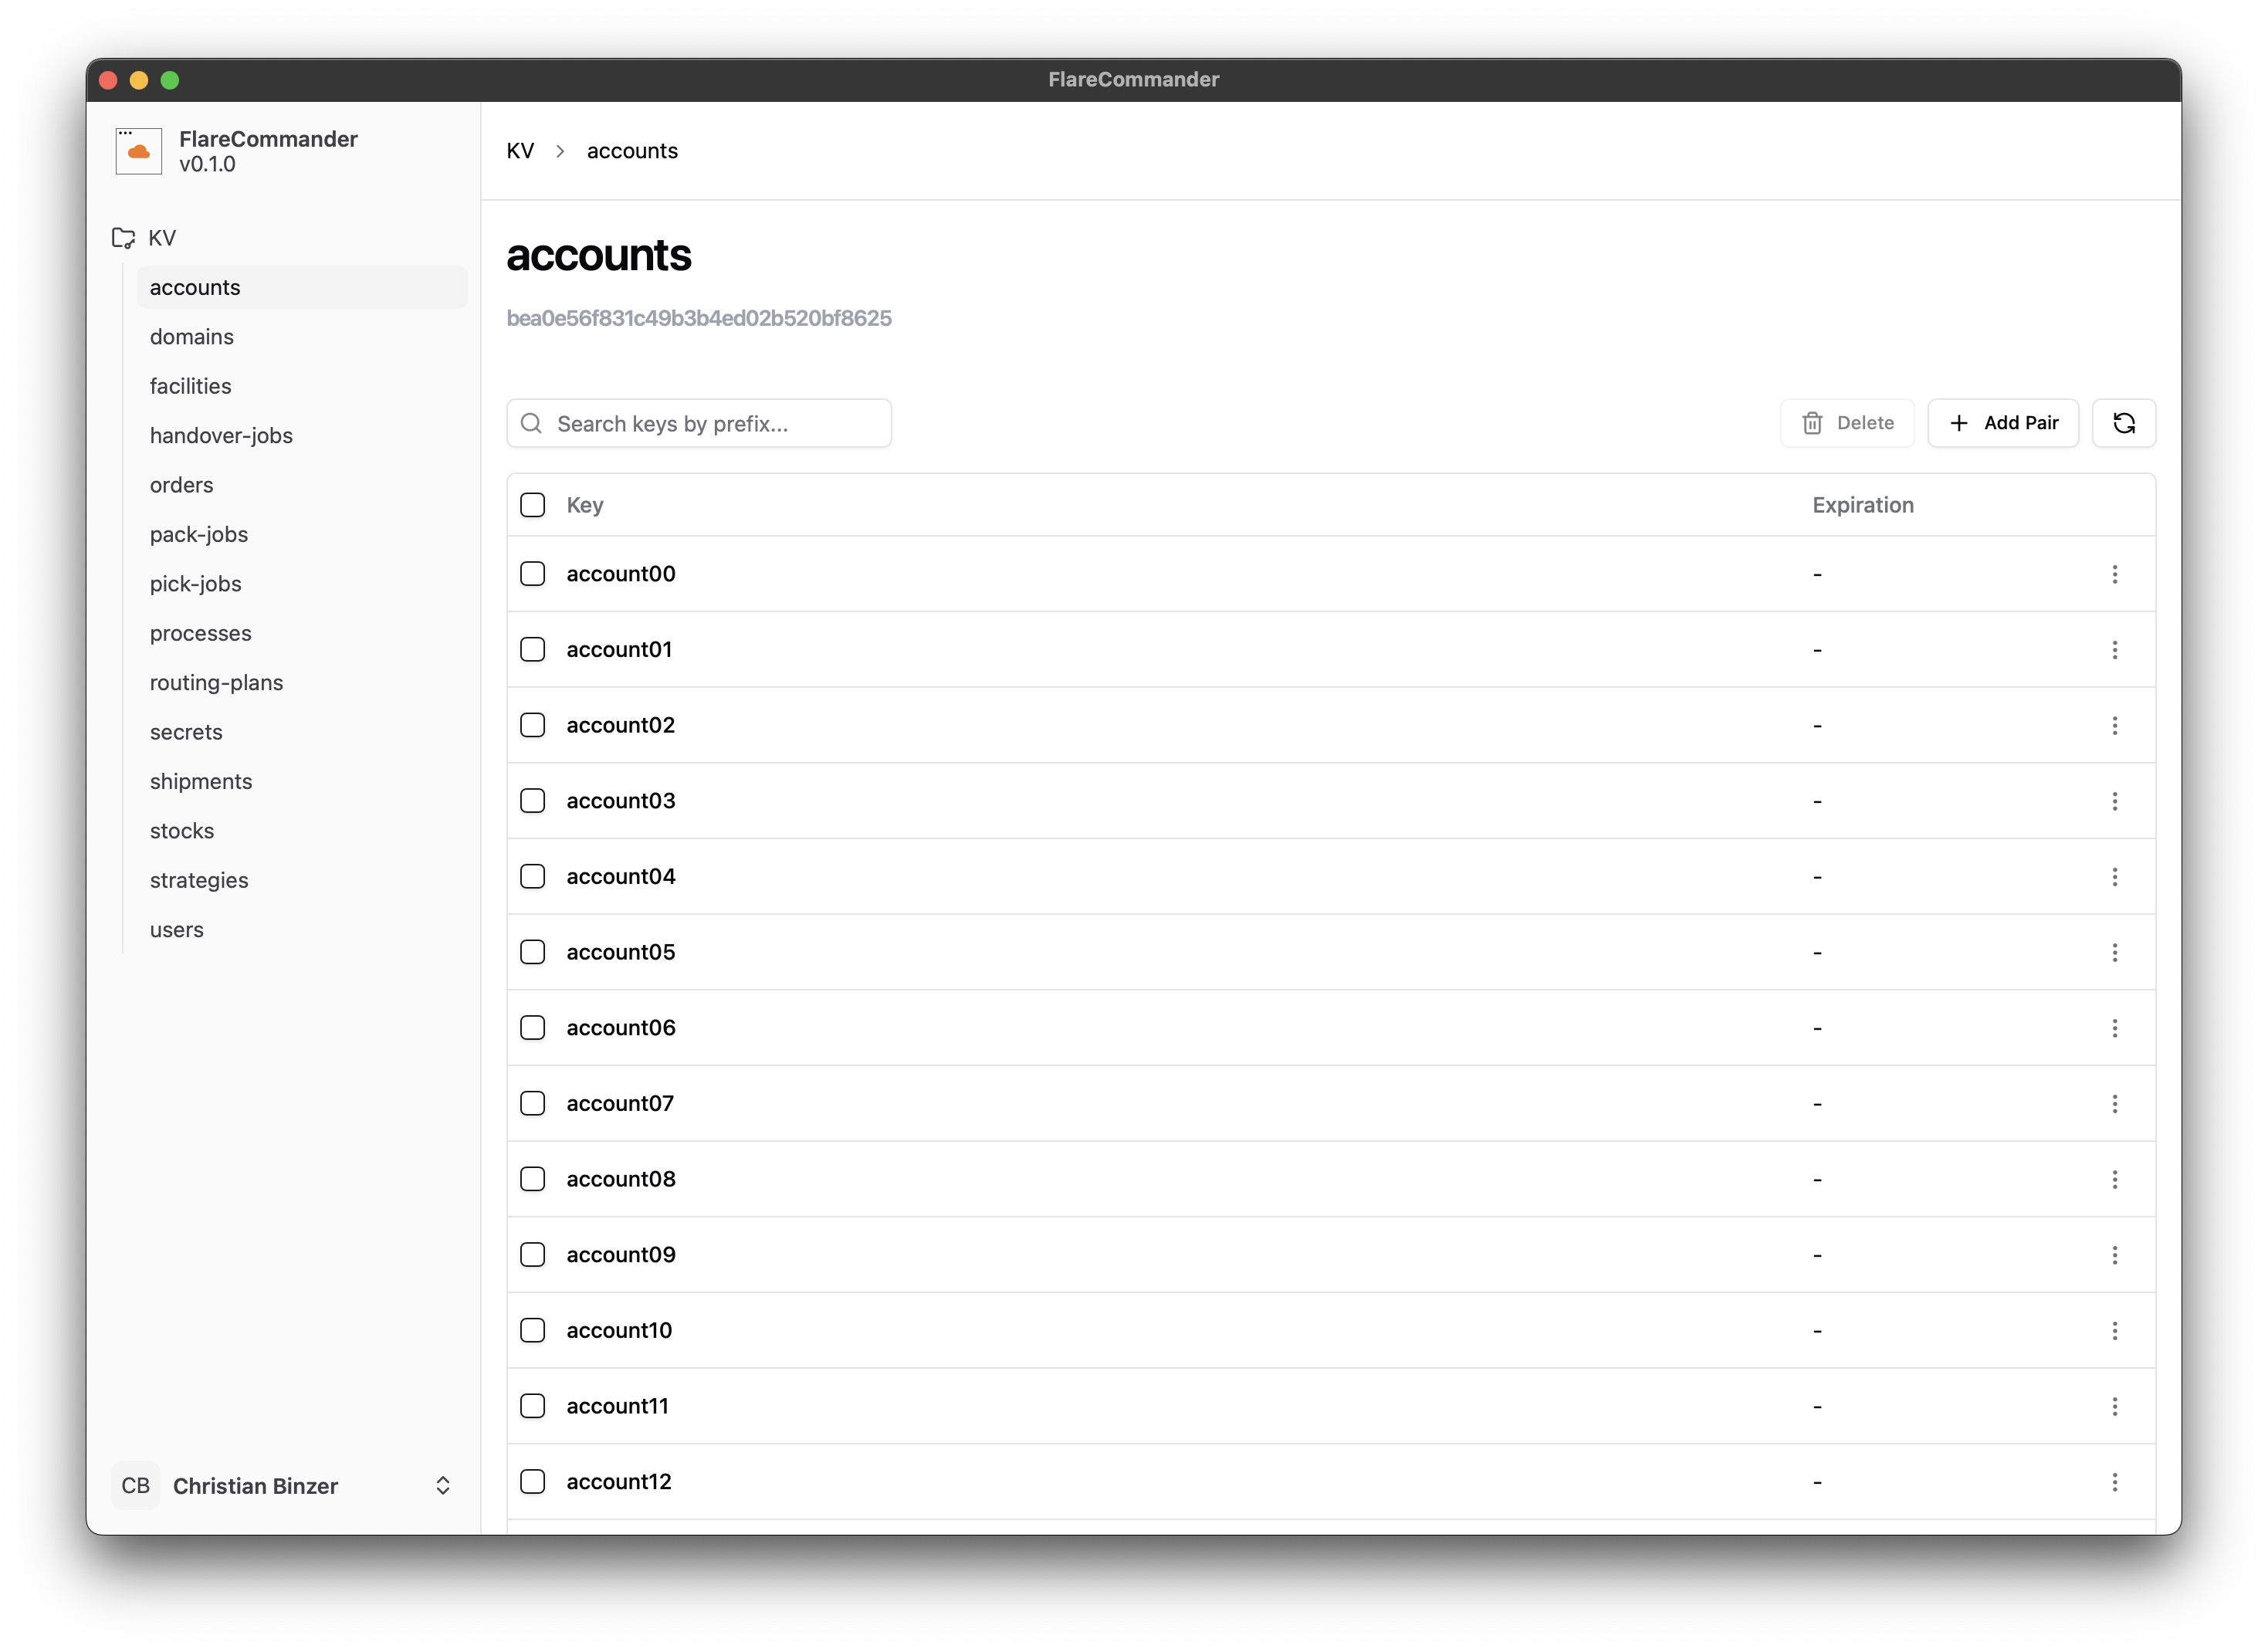 FlareCommander
FlareCommander
v0.1.0
KV
accounts
domains
facilities
handover-jobs
orders
pack-jobs
pick-jobs
processes
routing-plans
secrets
shipments
stocks
strategies
users
CB Christian Binzer
KV > accounts
accounts
bea0e56f831c49b3b4ed02b520bf8625
Search keys by prefix...
Delete
Add Pair
Key Expiration
account00 -
account01 -
account02 -
account03 -
account04 -
account05 -
account06 -
account07 -
account08 -
account09 -
account10 -
account11 -
account12 -